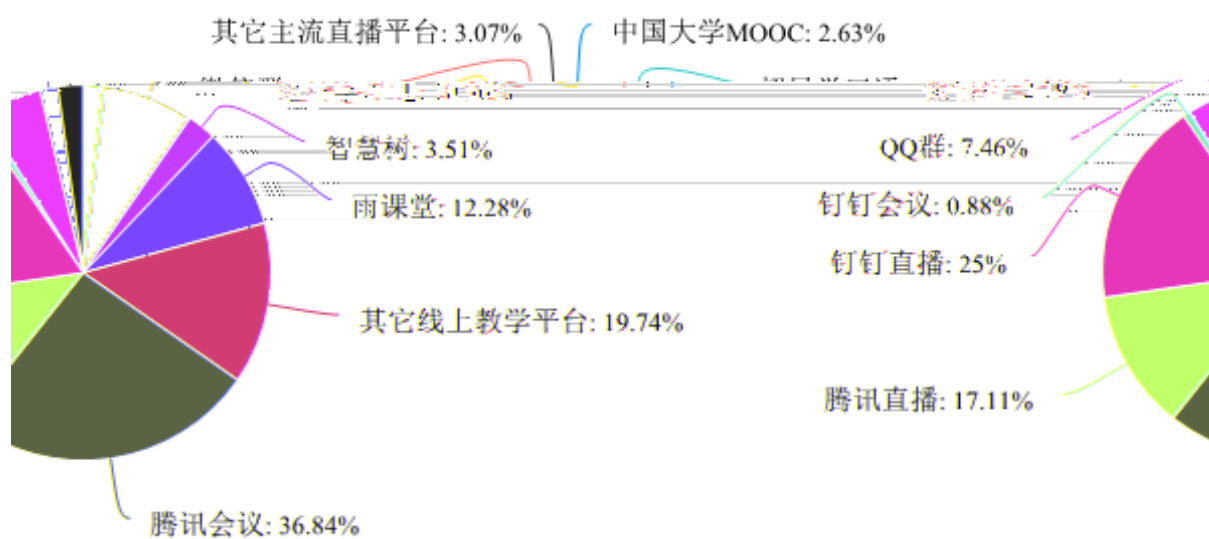 其它主流直播平台: 3.07%
中国大学MOOC: 2.63%
智慧树: 3.51%
QQ群: 7.46%
雨课堂: 12.28%
钉钉会议: 0.88%
钉钉直播: 25%
其它线上教学平台: 19.74%
腾讯直播: 17.11%
腾讯会议: 36.84%